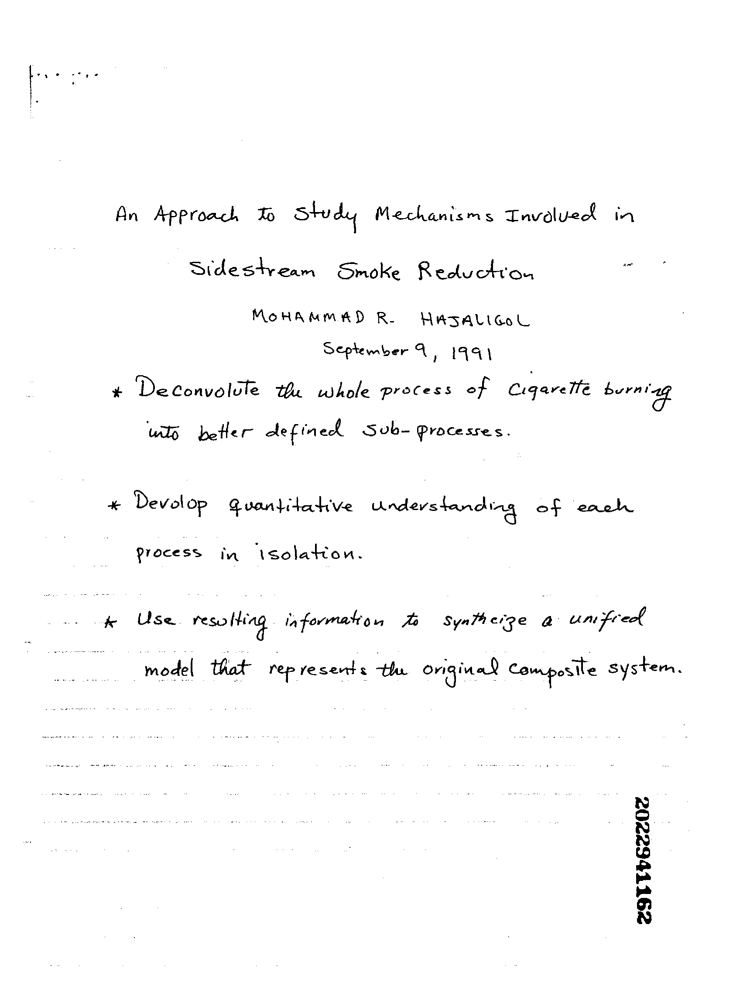 An Approach to Study Mechanisms Involved in
Sidestream Smoke Reduction
MOHAMMAD R. HAJALIGOL
September 9, 1991
* Deconvolute the whole process of cigarette burning
into better defined sub-processes.
* Devolop quantitative understanding of each
process in isolation.
* Use resulting information to syntheize a unified
model that represents the original composite system.
2022941162